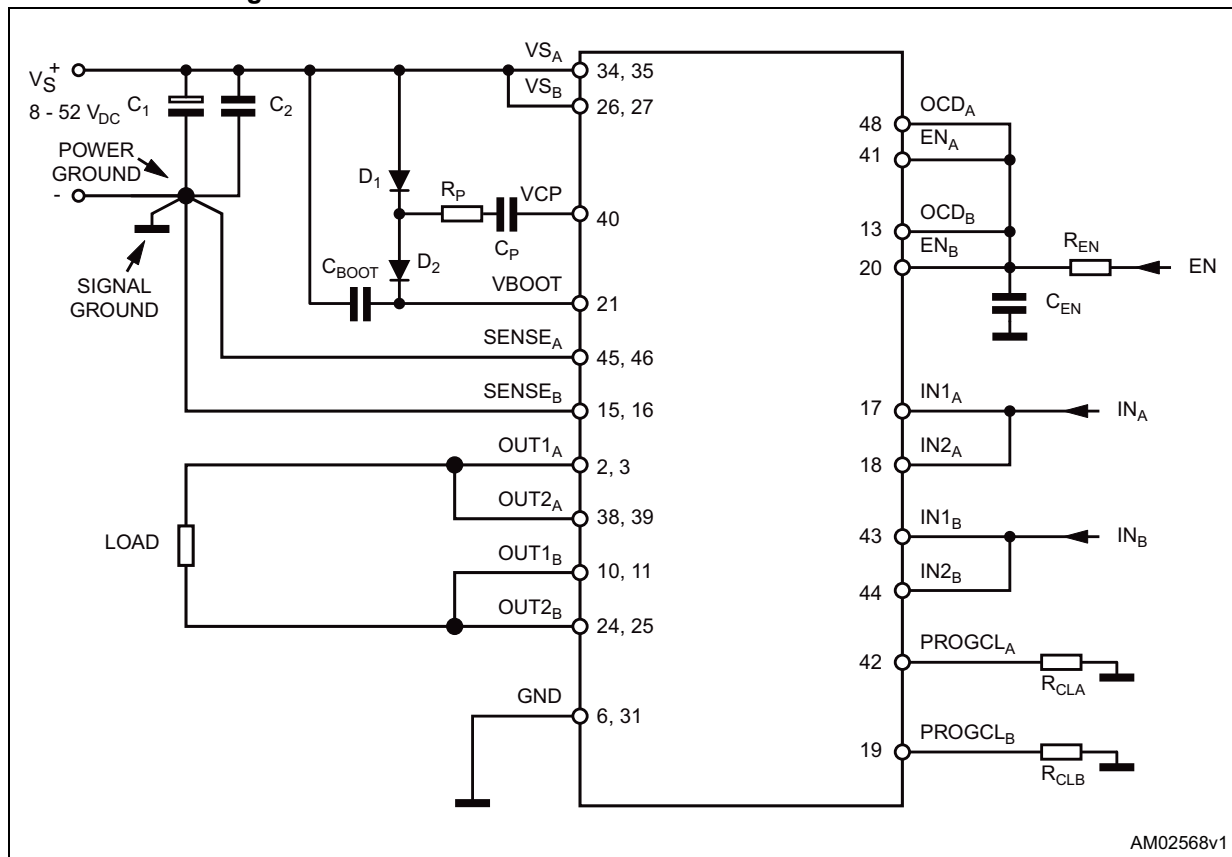 VSA
34, 35
VS+
8 - 52 VDC
C1
C2
VSB
26, 27
POWER
GROUND
-
SIGNAL
GROUND
D1
RP
VCP
40
CP
CBOOT
D2
VBOOT
21
SENSEA
45, 46
SENSEB
15, 16
OUT1A
2, 3
OUT2A
38, 39
LOAD
OUT1B
10, 11
OUT2B
24, 25
GND
6, 31
48
OCDA
41
ENA
13
OCDB
20
ENB
REN
EN
CEN
17
IN1A
INA
18
IN2A
43
IN1B
INB
44
IN2B
42
PROGCLA
RCLA
19
PROGCLB
RCLB
AM02568v1